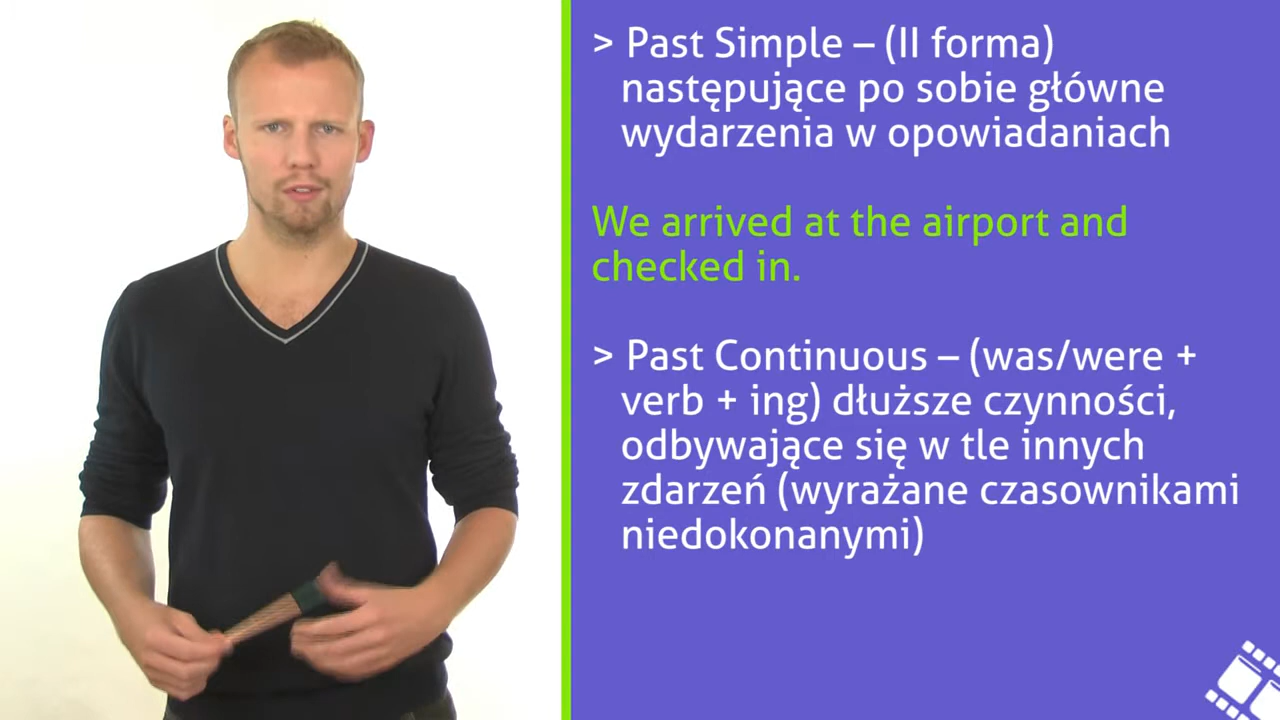 > Past Simple – (II forma)
następujące po sobie główne
wydarzenia w opowiadaniach
We arrived at the airport and
checked in.
> Past Continuous – (was/were +
verb + ing) dłuższe czynności,
odbywające się w tle innych
zdarzeń (wyrażane czasownikami
niedokonanymi)